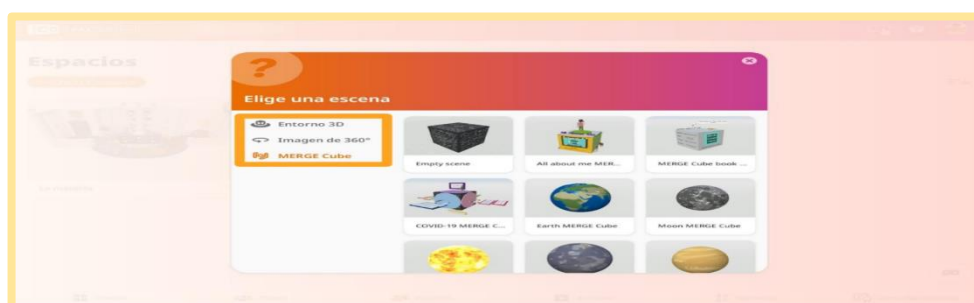 Espacios
Elige una escena
Entorno 3D
Imagen de 360°
MERGE Cube
Empty scene
All about me MER...
MERGE Cube book ...
COVID-19 MERGE C...
Earth MERGE Cube
Moon MERGE Cube